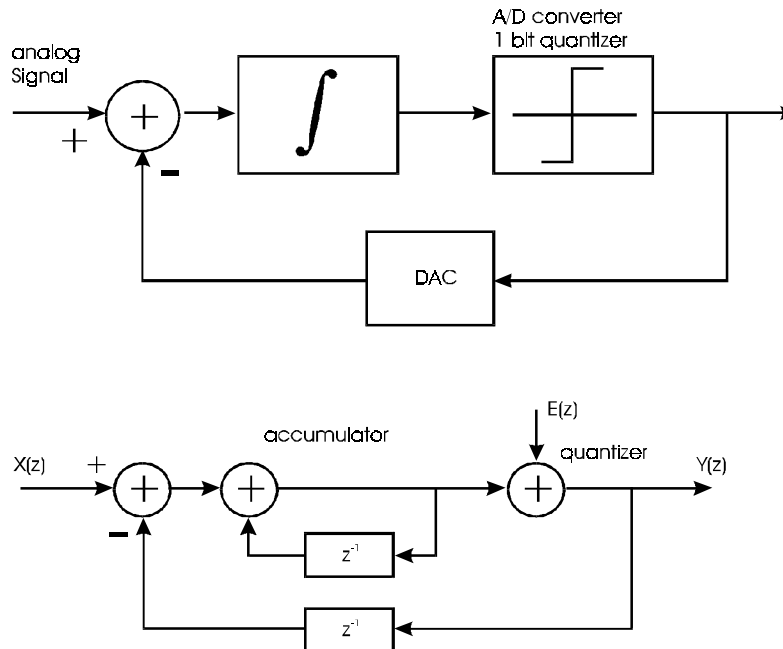 A/D converter
1 bit quantizer
analog
Signal
+
+
−
DAC
E(z)
accumulator
quantizer
X(z)
+
Y(z)
+
+
+
−
z⁻¹
z⁻¹